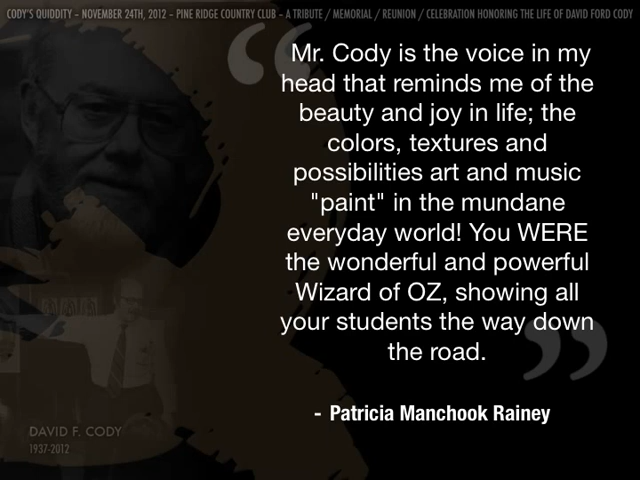 CODY'S QUIDDITY - NOVEMBER 24TH, 2012 - PINE RIDGE COUNTRY CLUB - A TRIBUTE / MEMORIAL / REUNION / CELEBRATION HONORING THE LIFE OF DAVID FORD CODY
“
Mr. Cody is the voice in my
head that reminds me of the
beauty and joy in life; the
colors, textures and
possibilities art and music
"paint" in the mundane
everyday world! You WERE
the wonderful and powerful
Wizard of OZ, showing all
your students the way down
the road.
”
- Patricia Manchook Rainey
DAVID F. CODY
1937-2012